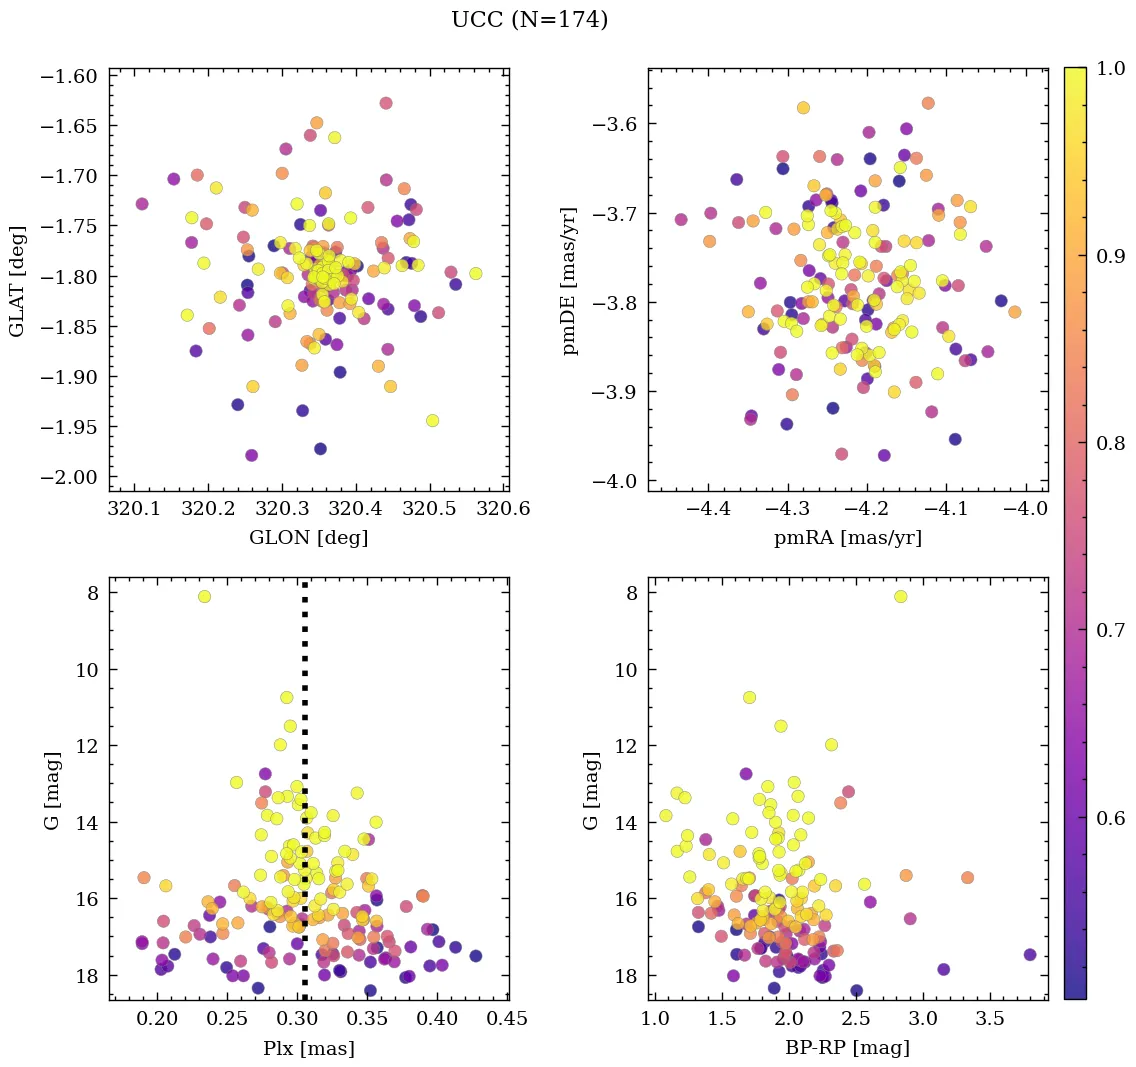 UCC (N=174)
−1.60
−1.65
−1.70
−1.75
−1.80
−1.85
−1.90
−1.95
−2.00
GLAT [deg]
320.1 320.2 320.3 320.4 320.5 320.6
GLON [deg]
−3.6
−3.7
−3.8
−3.9
−4.0
pmDE [mas/yr]
−4.4 −4.3 −4.2 −4.1 −4.0
pmRA [mas/yr]
8
10
12
14
16
18
G [mag]
0.20 0.25 0.30 0.35 0.40 0.45
Plx [mas]
8
10
12
14
16
18
G [mag]
1.0 1.5 2.0 2.5 3.0 3.5
BP-RP [mag]
1.0
0.9
0.8
0.7
0.6